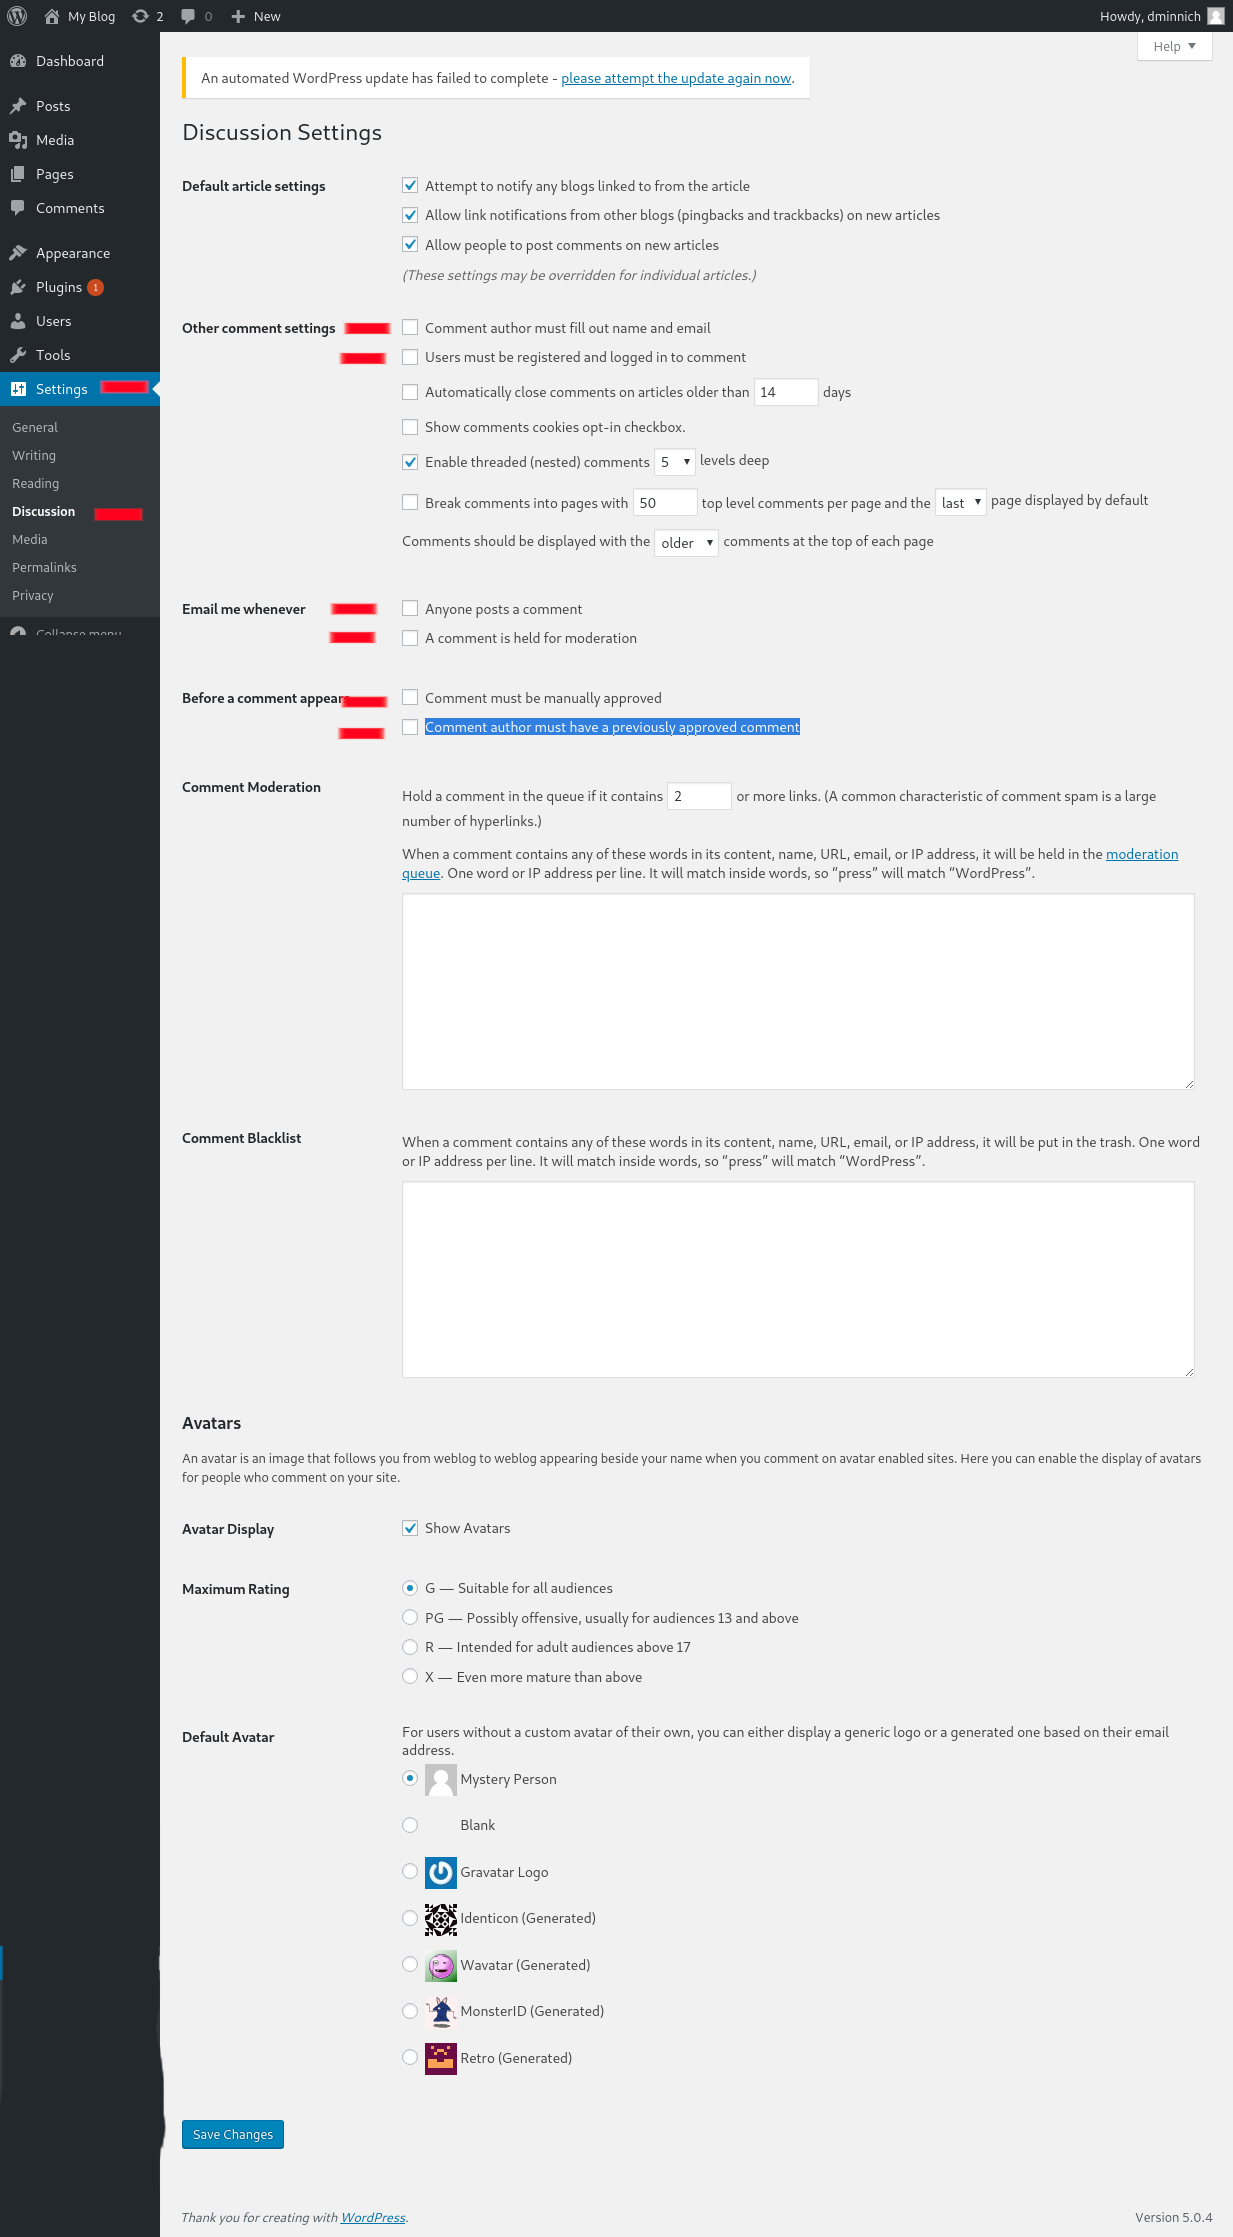 My Blog 2 0 New Howdy, dminnich
Help
Dashboard
Posts
Media
Pages
Comments
Appearance
Plugins 1
Users
Tools
Settings
General
Writing
Reading
Discussion
Media
Permalinks
Privacy
Collapse menu
An automated WordPress update has failed to complete - please attempt the update again now.
Discussion Settings
Default article settings
Attempt to notify any blogs linked to from the article
Allow link notifications from other blogs (pingbacks and trackbacks) on new articles
Allow people to post comments on new articles
(These settings may be overridden for individual articles.)
Other comment settings
Comment author must fill out name and email
Users must be registered and logged in to comment
Automatically close comments on articles older than 14 days
Show comments cookies opt-in checkbox.
Enable threaded (nested) comments 5 levels deep
Break comments into pages with 50 top level comments per page and the last page displayed by default
Comments should be displayed with the older comments at the top of each page
Email me whenever
Anyone posts a comment
A comment is held for moderation
Before a comment appears
Comment must be manually approved
Comment author must have a previously approved comment
Comment Moderation
Hold a comment in the queue if it contains 2 or more links. (A common characteristic of comment spam is a large
number of hyperlinks.)
When a comment contains any of these words in its content, name, URL, email, or IP address, it will be held in the moderation
queue. One word or IP address per line. It will match inside words, so “press” will match “WordPress”.
Comment Blacklist
When a comment contains any of these words in its content, name, URL, email, or IP address, it will be put in the trash. One word
or IP address per line. It will match inside words, so “press” will match “WordPress”.
Avatars
An avatar is an image that follows you from weblog to weblog appearing beside your name when you comment on avatar enabled sites. Here you can enable the display of avatars
for people who comment on your site.
Avatar Display
Show Avatars
Maximum Rating
G — Suitable for all audiences
PG — Possibly offensive, usually for audiences 13 and above
R — Intended for adult audiences above 17
X — Even more mature than above
Default Avatar
For users without a custom avatar of their own, you can either display a generic logo or a generated one based on their email
address.
Mystery Person
Blank
Gravatar Logo
Identicon (Generated)
Wavatar (Generated)
MonsterID (Generated)
Retro (Generated)
Save Changes
Thank you for creating with WordPress.
Version 5.0.4